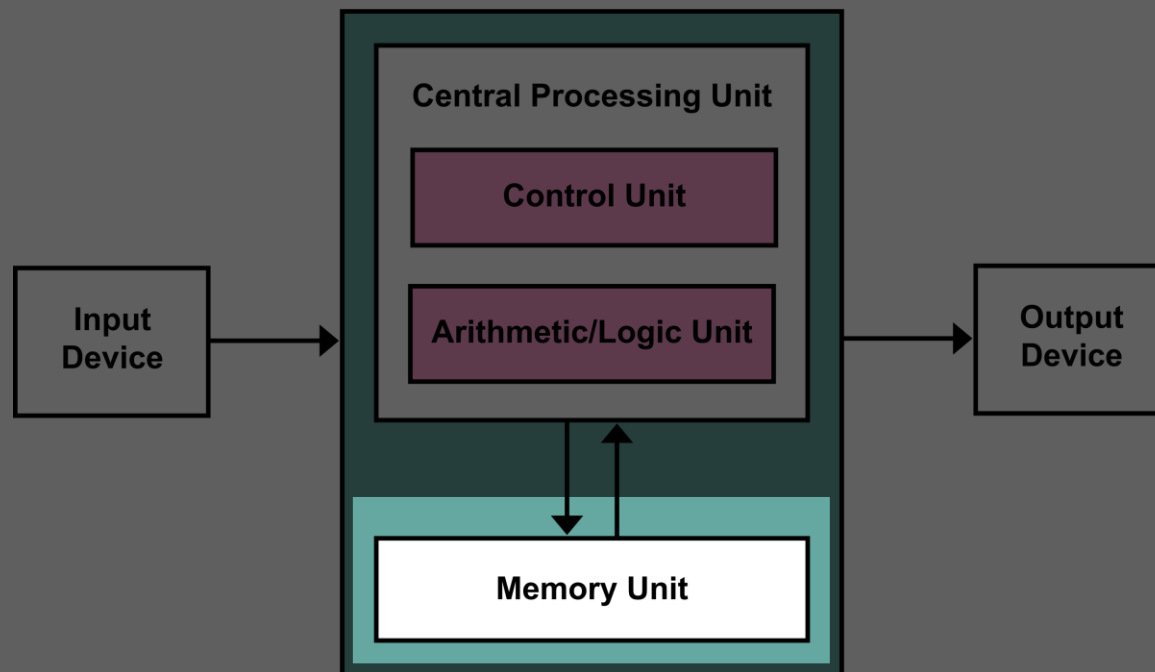 Central Processing Unit
Control Unit
Arithmetic/Logic Unit
Input
Device
Output
Device
Memory Unit